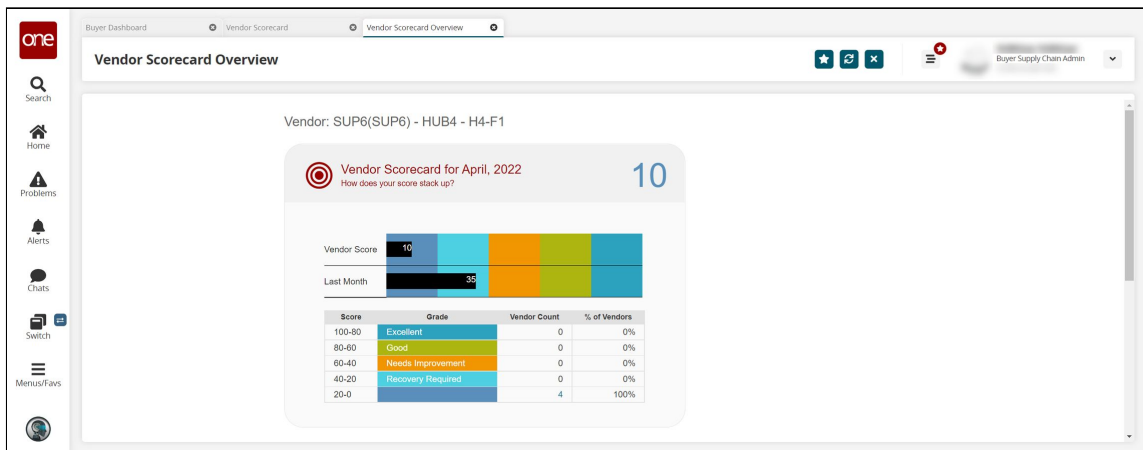 one
Buyer Dashboard
Vendor Scorecard
Vendor Scorecard Overview
Vendor Scorecard Overview
Buyer Supply Chain Admin
Search
Home
Problems
Alerts
Chats
Switch
Menus/Favs
Vendor: SUP6(SUP6) - HUB4 - H4-F1
Vendor Scorecard for April, 2022
How does your score stack up?
10
Vendor Score 10
Last Month 35
Score Grade Vendor Count % of Vendors
100-80 Excellent 0 0%
80-60 Good 0 0%
60-40 Needs Improvement 0 0%
40-20 Recovery Required 0 0%
20-0 4 100%